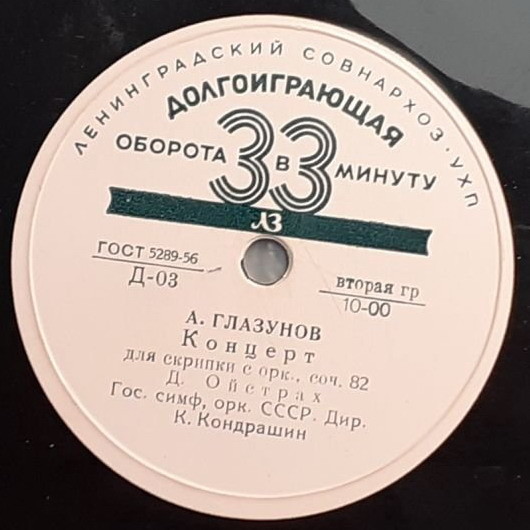 ЛЕНИНГРАДСКИЙ СОВНАРХОЗ·УХП
ДОЛГОИГРАЮЩАЯ
ОБОРОТА 33 В МИНУТУ
ЛЗ
ГОСТ 5289-56
Д-03
вторая гр
10-00
А. ГЛАЗУНОВ
Концерт
для скрипки с орк., соч. 82
Д. Ойстрах
Гос. симф, орк. СССР. Дир.
К. Кондрашин